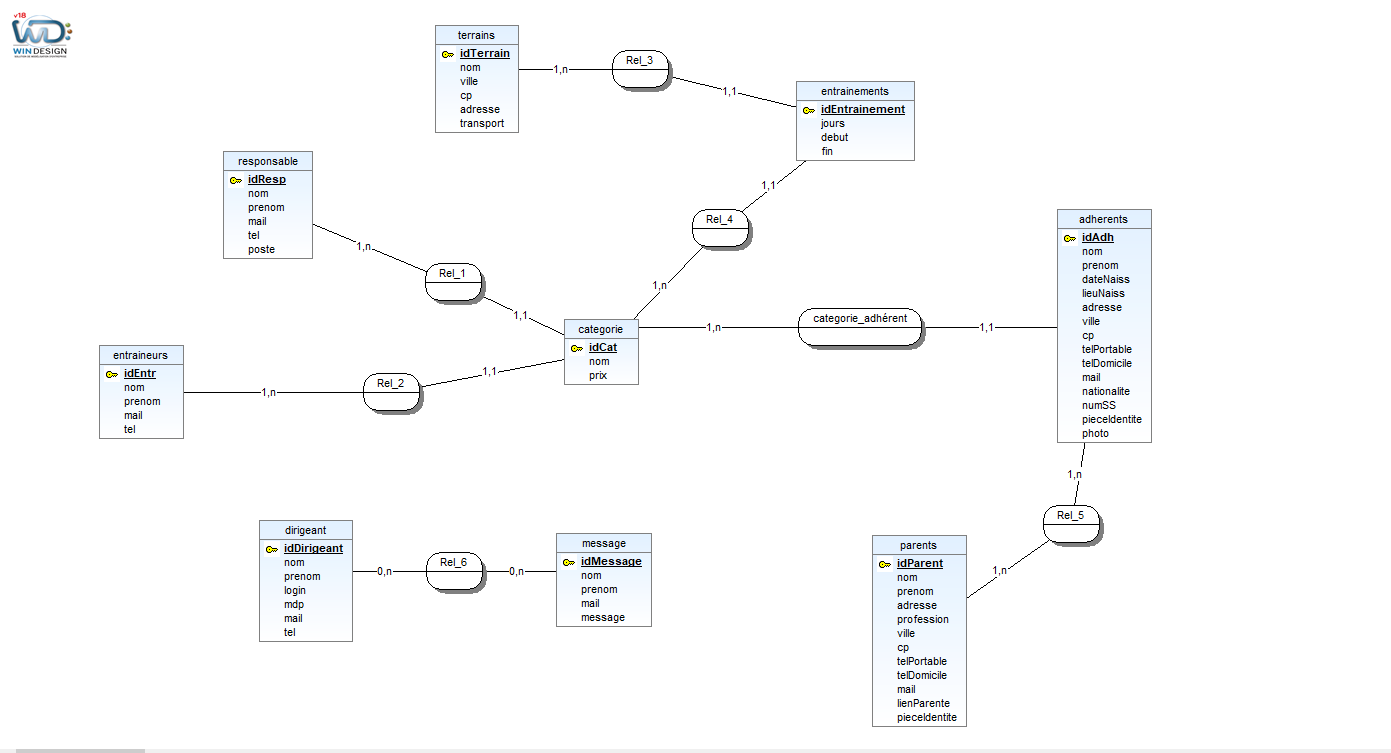 v18
WD
WINDESIGN
terrains
idTerrain
nom
ville
cp
adresse
transport
1,n
Rel_3
1,1
entrainements
idEntrainement
jours
debut
fin
1,1
Rel_4
1,n
responsable
idResp
nom
prenom
mail
tel
poste
1,n
Rel_1
1,1
adherents
idAdh
nom
prenom
dateNaiss
lieuNaiss
adresse
ville
cp
telPortable
telDomicile
mail
nationalite
numSS
pieceIdentite
photo
categorie_adhérent
1,n
1,1
categorie
idCat
nom
prix
entraineurs
idEntr
nom
prenom
mail
tel
1,n
Rel_2
1,1
1,n
Rel_5
1,n
dirigeant
idDirigeant
nom
prenom
login
mdp
mail
tel
0,n
Rel_6
0,n
message
idMessage
nom
prenom
mail
message
parents
idParent
nom
prenom
adresse
profession
ville
cp
telPortable
telDomicile
mail
lienParente
pieceIdentite